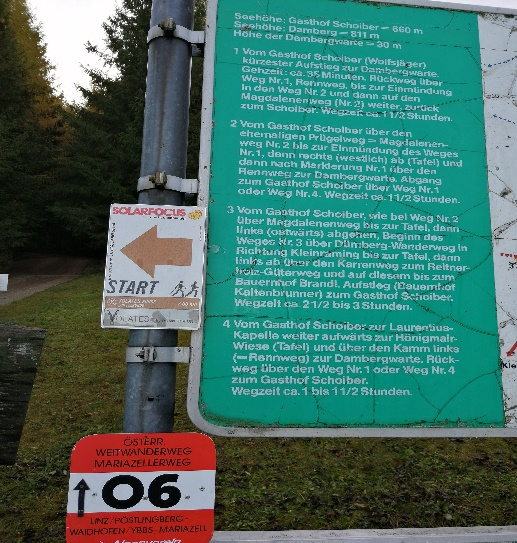 Seehöhe: Gasthof Schoiber – 660 m
Seehöhe: Damberg – 811 m
Höhe der Dambergwarte – 30 m
1 Vom Gasthof Schoiber (Wolfsjäger)
kürzester Aufstieg zur Dambergwarte.
Gehzeit: ca. 35 Minuten. Rückweg über
Weg Nr.1, Rennweg, bis zur Einmündung
in den Weg Nr. 2 und dann auf den
Magdalenenweg (Nr. 2) weiter, zurück
zum Schoiber. Wegzeit ca. 1 1/2 Stunden.
2 Vom Gasthof Schoiber über den
ehemaligen Prügelweg – Magdalenen-
weg Nr. 2 bis zur Einmündung des Weges
Nr. 1, dann rechts (westlich) ab (Tafel) und
dann nach Markierung Nr. 1 über den
Rennweg zur Dambergwarte. Abgang
zum Gasthof Schoiber über Weg Nr. 1
oder Weg Nr. 4. Wegzeit ca. 1 1/2 Stunden.
3 Vom Gasthof Schoiber, wie bei Weg Nr. 2
über Magdalenenweg bis zur Tafel, dann
links (ostwärts) abgehen, Beginn des
Weges Nr. 3 über Damberg-Wanderweg in
Richtung Kleinraming bis zur Tafel, dann
links ab über den Karrenweg zum Reitner-
holz-Güterweg und auf diesem bis zum
Bauernhof Brandl. Aufstieg (Bauernhof
Kaltenbrunner) zum Gasthof Schoiber.
Wegzeit ca. 2 1/2 bis 3 Stunden.
4 Vom Gasthof Schoiber zur Laurentius-
Kapelle weiter aufwärts zur Hönigmalr-
Wiese (Tafel) und über den Kamm links
(–Rennweg) zur Dambergwarte. Rück-
weg über den Weg Nr. 1 oder Weg Nr. 4
zum Gasthof Schoiber.
Wegzeit ca. 1 bis 1 1/2 Stunden.
SOLARFOCUS
START
ÖSTERR.
WEITWANDERWEG
MARIAZELLERWEG
06
LINZ/PÖSTLINGBERG-
WAIDHOFEN/YBBS-MARIAZELL